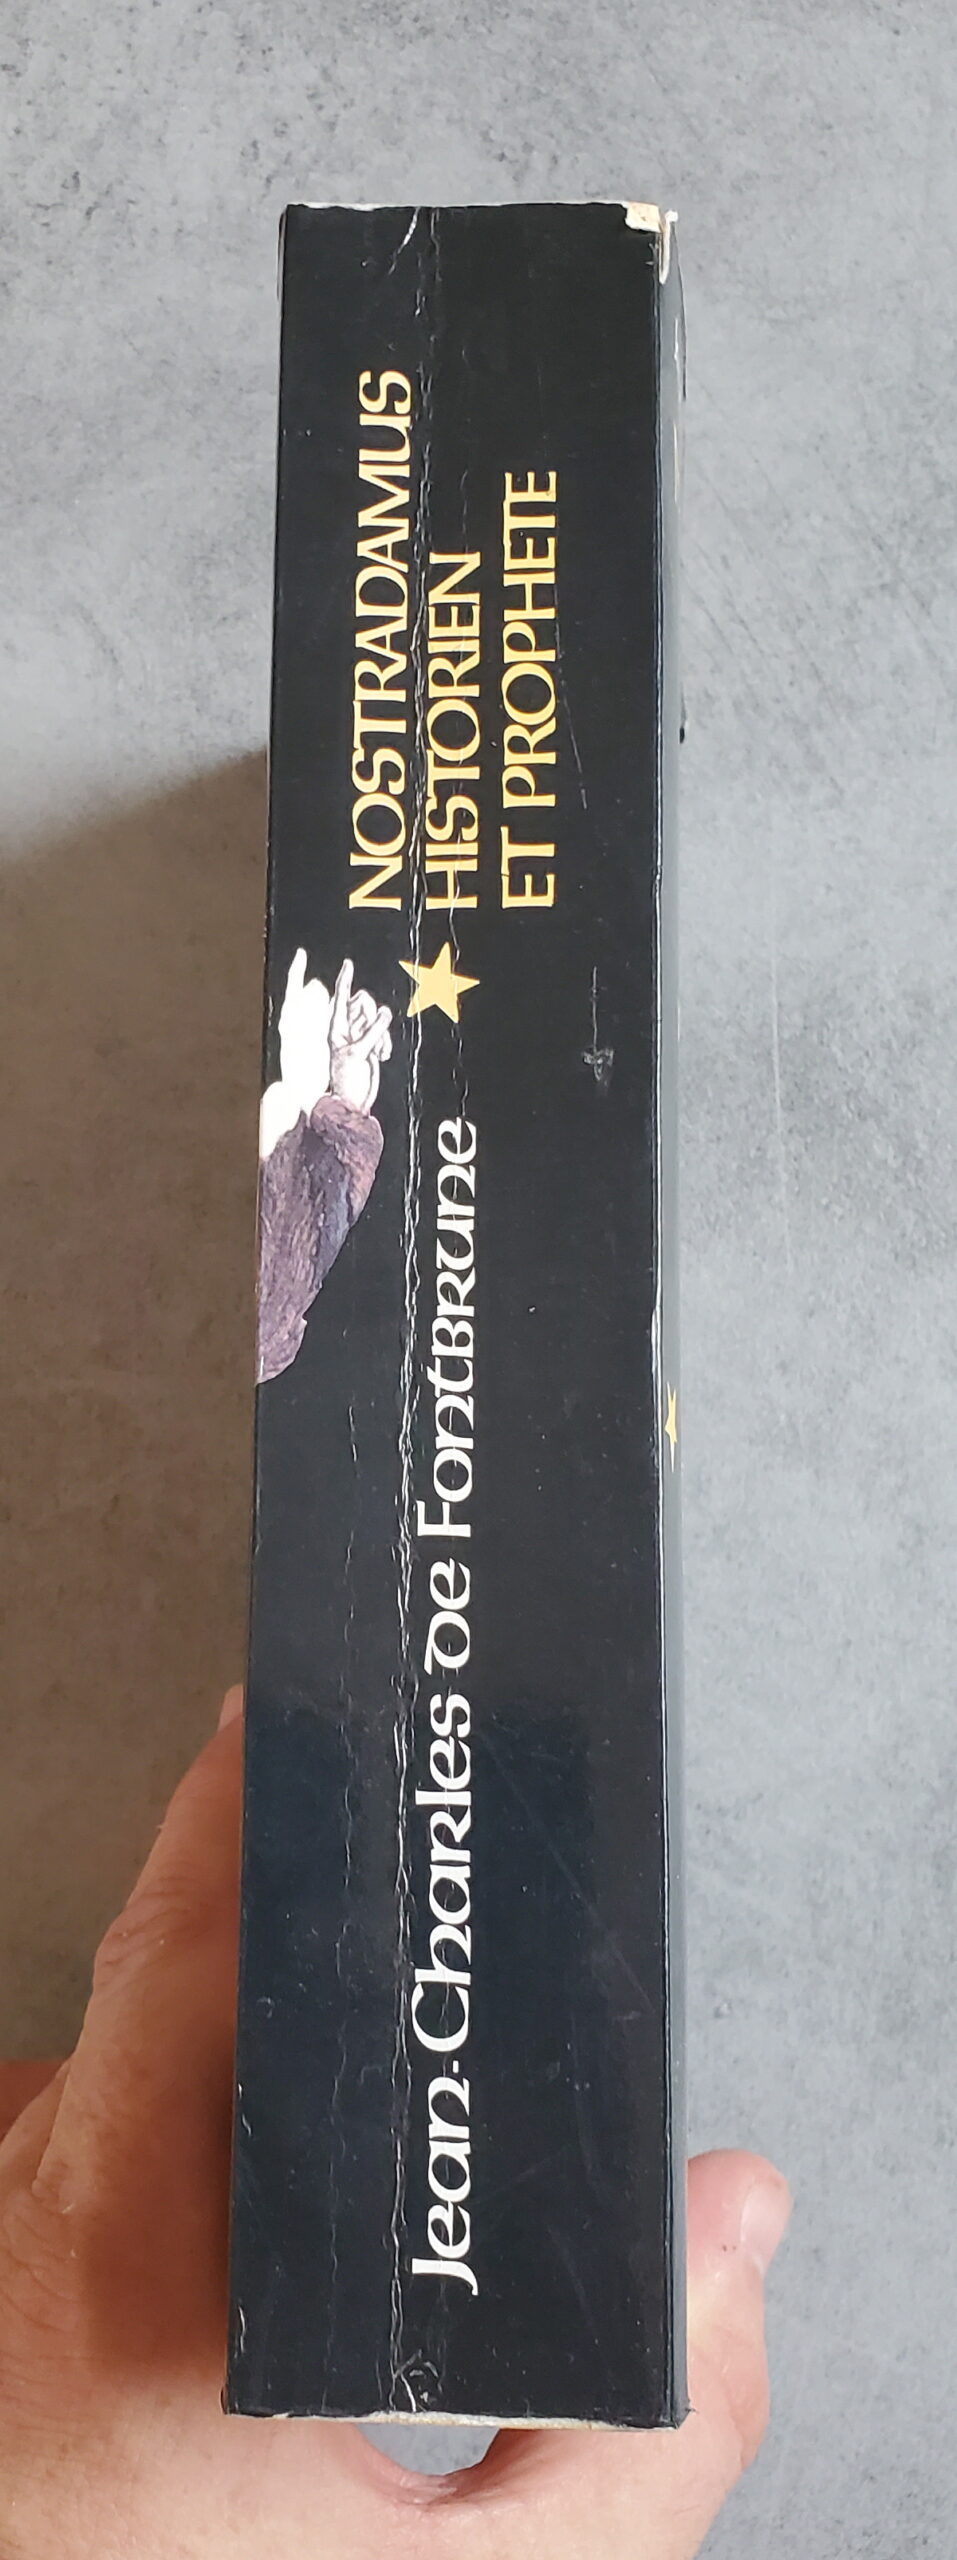 Jean-Charles de Fontbrune
NOSTRADAMUS
HISTORIEN
ET PROPHETE